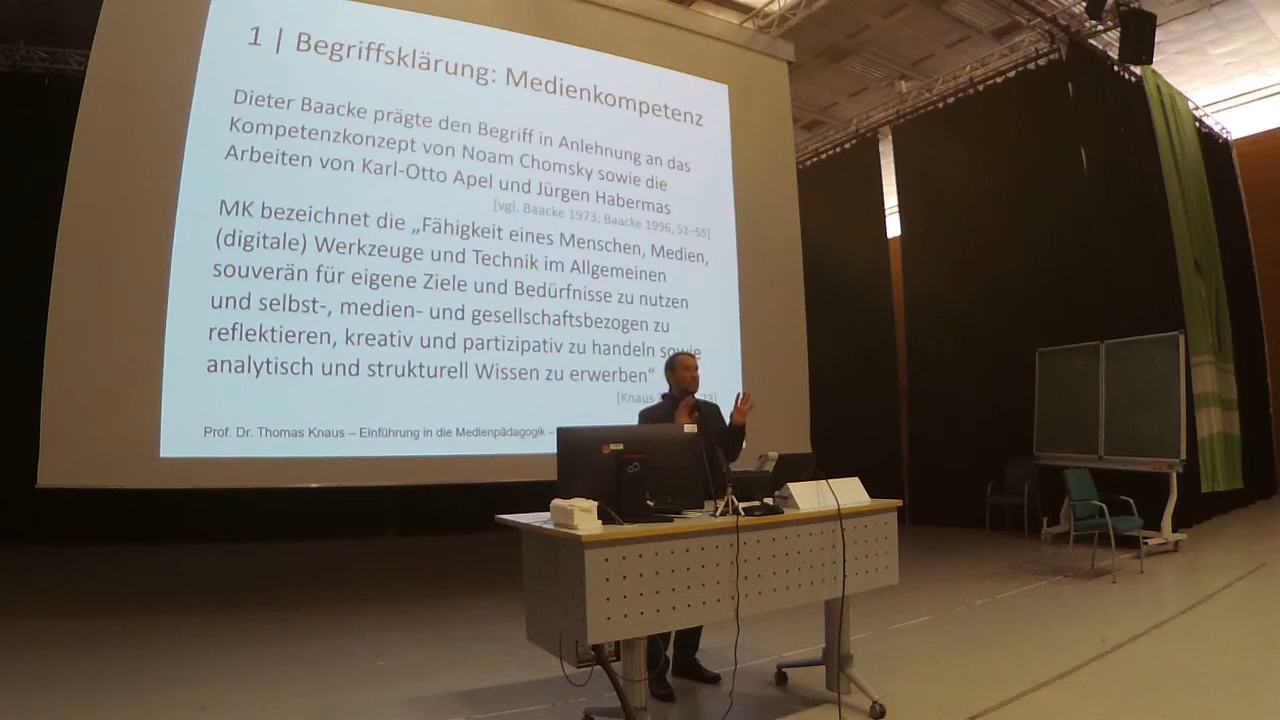 1 | Begriffsklärung: Medienkompetenz
Dieter Baacke prägte den Begriff in Anlehnung an das
Kompetenzkonzept von Noam Chomsky sowie die
Arbeiten von Karl-Otto Apel und Jürgen Habermas
[vgl. Baacke 1973; Baacke 1996, 51–55]
MK bezeichnet die „Fähigkeit eines Menschen, Medien,
(digitale) Werkzeuge und Technik im Allgemeinen
souverän für eigene Ziele und Bedürfnisse zu nutzen
und selbst-, medien- und gesellschaftsbezogen zu
reflektieren, kreativ und partizipativ zu handeln sowie
analytisch und strukturell Wissen zu erwerben“
[Knaus
Prof. Dr. Thomas Knaus – Einführung in die Medienpädagogik –